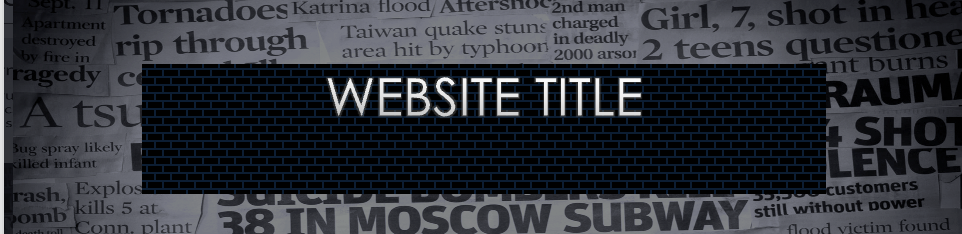 Sept. 11
Apartment
destroyed
by fire in
Tornadoes
rip through
Katrina flood
Aftershoc
Taiwan quake stuns
area hit by typhoon
2nd man
charged
in deadly
2000 arson
Girl, 7, shot in hea
2 teens questione
ragedy
ant burns
RAUMA
A tsu
WEBSITE TITLE
4 SHOT
LENCE
Bug spray likely
killed infant
rash,
bomb
Explos
kills 5 at
Conn. plant
SUICIDE BOMBERS
38 IN MOSCOW SUBWAY
customers
still without power
flood victim found